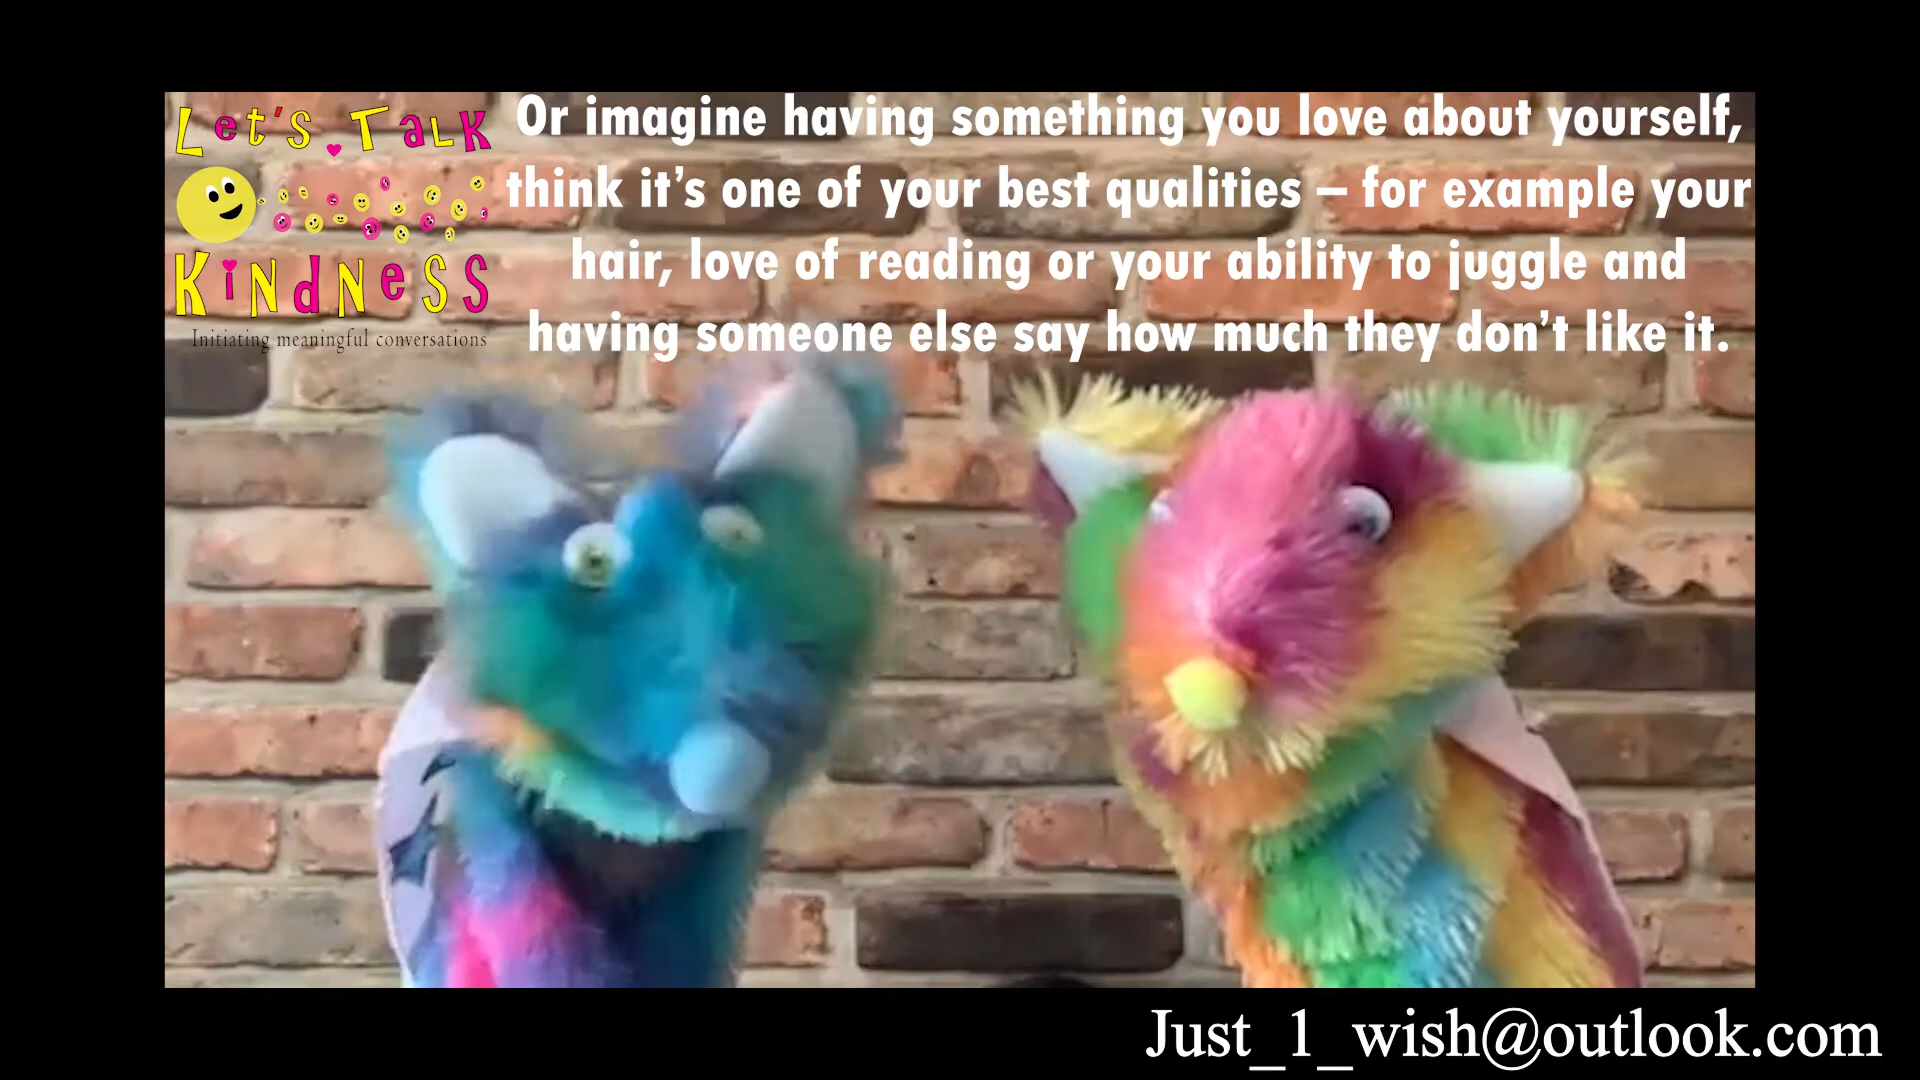 Let's Talk
Kindness
Initiating meaningful conversations
Or imagine having something you love about yourself,
think it’s one of your best qualities – for example your
hair, love of reading or your ability to juggle and
having someone else say how much they don’t like it.
Just_1_wish@outlook.com